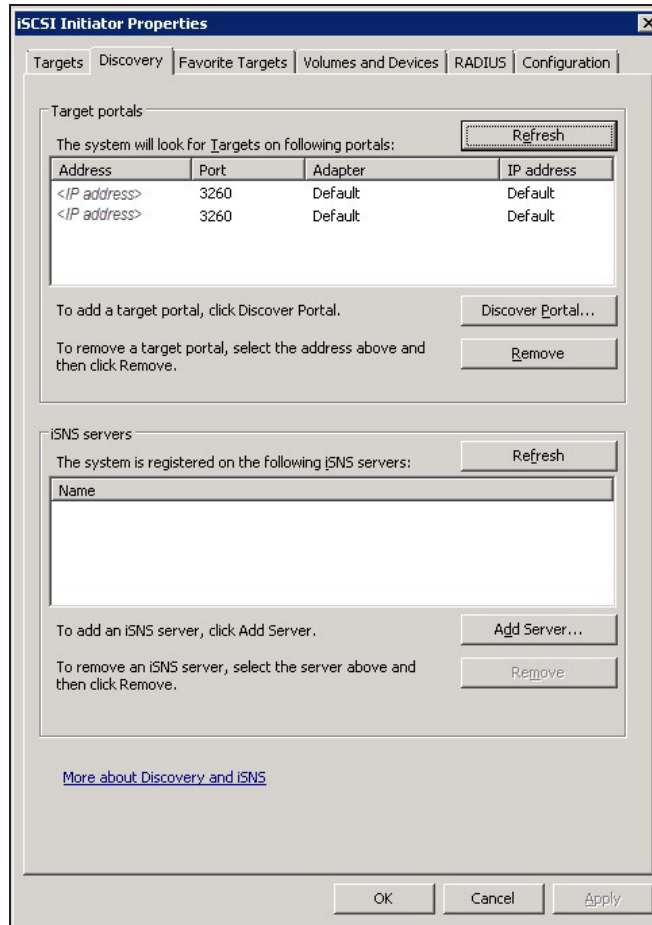 iSCSI Initiator Properties
Targets Discovery Favorite Targets Volumes and Devices RADIUS Configuration
Target portals
The system will look for Targets on following portals:
Refresh
Address Port Adapter IP address
<IP address> 3260 Default Default
<IP address> 3260 Default Default
To add a target portal, click Discover Portal.
Discover Portal...
To remove a target portal, select the address above and
then click Remove.
Remove
iSNS servers
The system is registered on the following iSNS servers:
Refresh
Name
To add an iSNS server, click Add Server.
Add Server...
To remove an iSNS server, select the server above and
then click Remove.
Remove
More about Discovery and iSNS
OK Cancel Apply